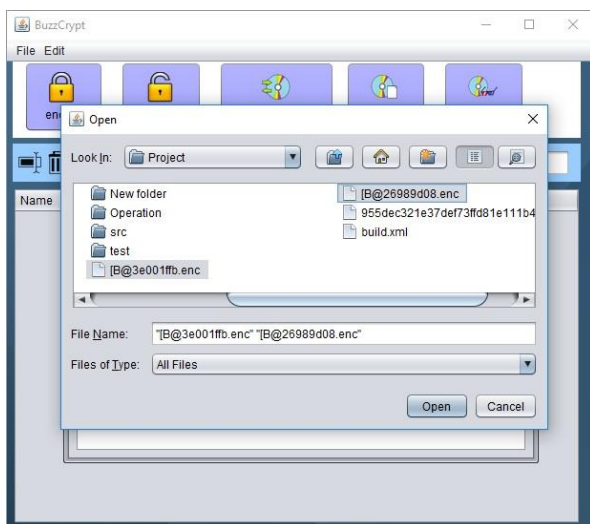 BuzzCrypt
File Edit
Open
Look In: Project
New folder
Operation
src
test
[B@3e001ffb.enc
[B@26989d08.enc
955dec321e37def73ffd81e111b4
build.xml
Name
File Name: "[B@3e001ffb.enc" "[B@26989d08.enc"
Files of Type: All Files
Open Cancel